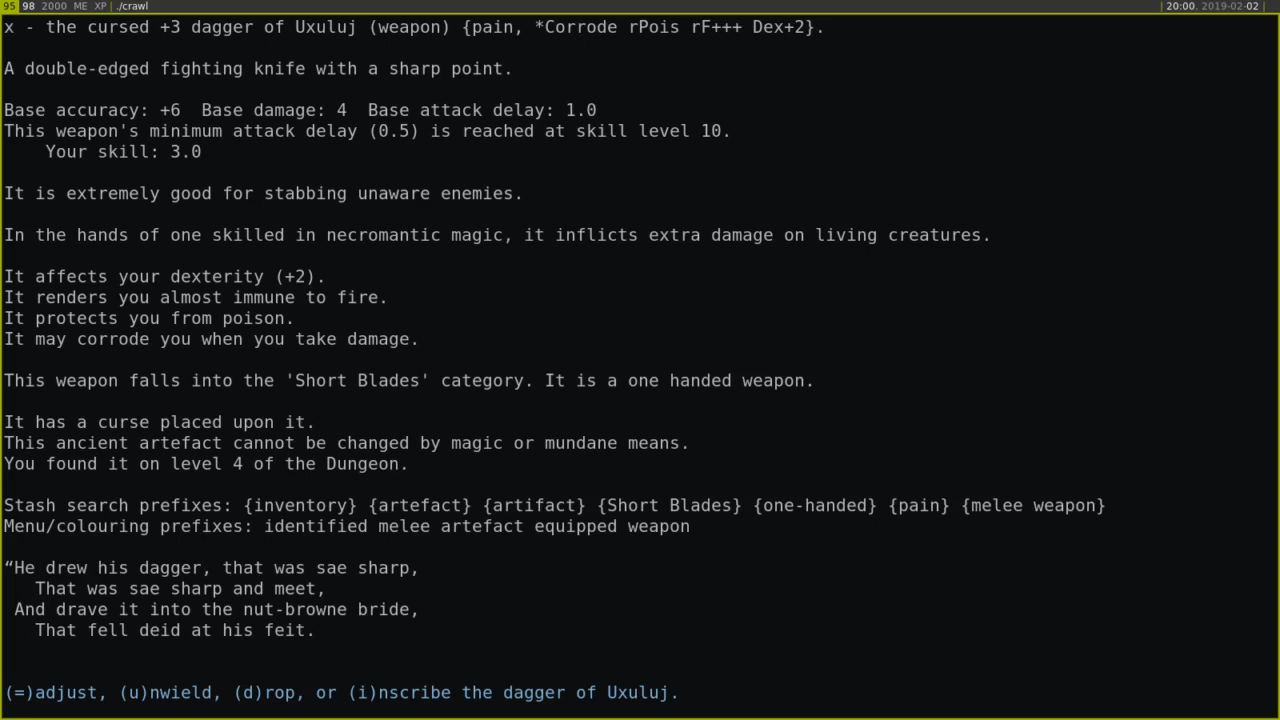 95 98 2000 ME XP | ./crawl | 20:00. 2019-02-02 |
x - the cursed +3 dagger of Uxuluj (weapon) {pain, *Corrode rPois rF+++ Dex+2}.
A double-edged fighting knife with a sharp point.
Base accuracy: +6  Base damage: 4  Base attack delay: 1.0
This weapon's minimum attack delay (0.5) is reached at skill level 10.
    Your skill: 3.0
It is extremely good for stabbing unaware enemies.
In the hands of one skilled in necromantic magic, it inflicts extra damage on living creatures.
It affects your dexterity (+2).
It renders you almost immune to fire.
It protects you from poison.
It may corrode you when you take damage.
This weapon falls into the 'Short Blades' category. It is a one handed weapon.
It has a curse placed upon it.
This ancient artefact cannot be changed by magic or mundane means.
You found it on level 4 of the Dungeon.
Stash search prefixes: {inventory} {artefact} {artifact} {Short Blades} {one-handed} {pain} {melee weapon}
Menu/colouring prefixes: identified melee artefact equipped weapon
“He drew his dagger, that was sae sharp,
   That was sae sharp and meet,
 And drave it into the nut-browne bride,
   That fell deid at his feit.
(=)adjust, (u)nwield, (d)rop, or (i)nscribe the dagger of Uxuluj.